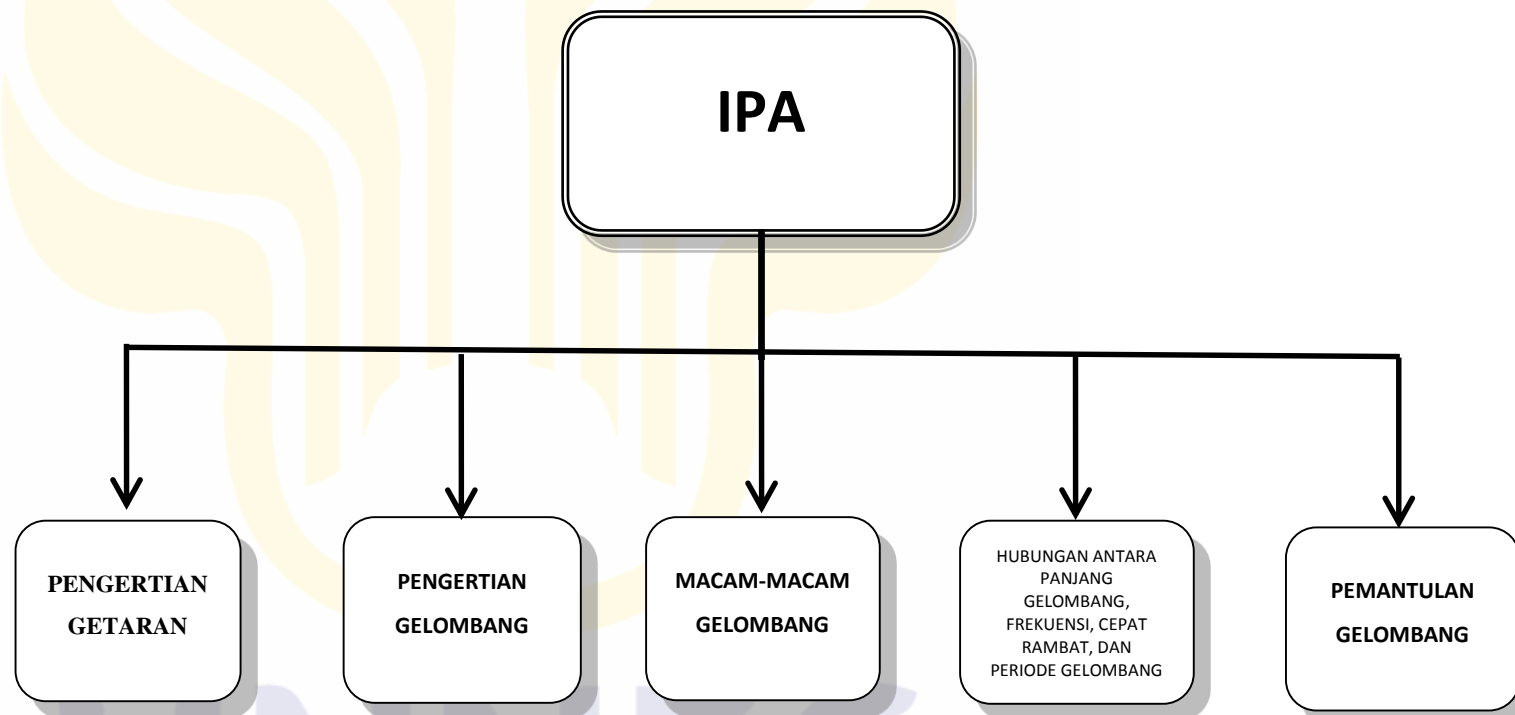 IPA
PENGERTIAN
GETARAN
PENGERTIAN
GELOMBANG
MACAM-MACAM
GELOMBANG
HUBUNGAN ANTARA
PANJANG
GELOMBANG,
FREKUENSI, CEPAT
RAMBAT, DAN
PERIODE GELOMBANG
PEMANTULAN
GELOMBANG